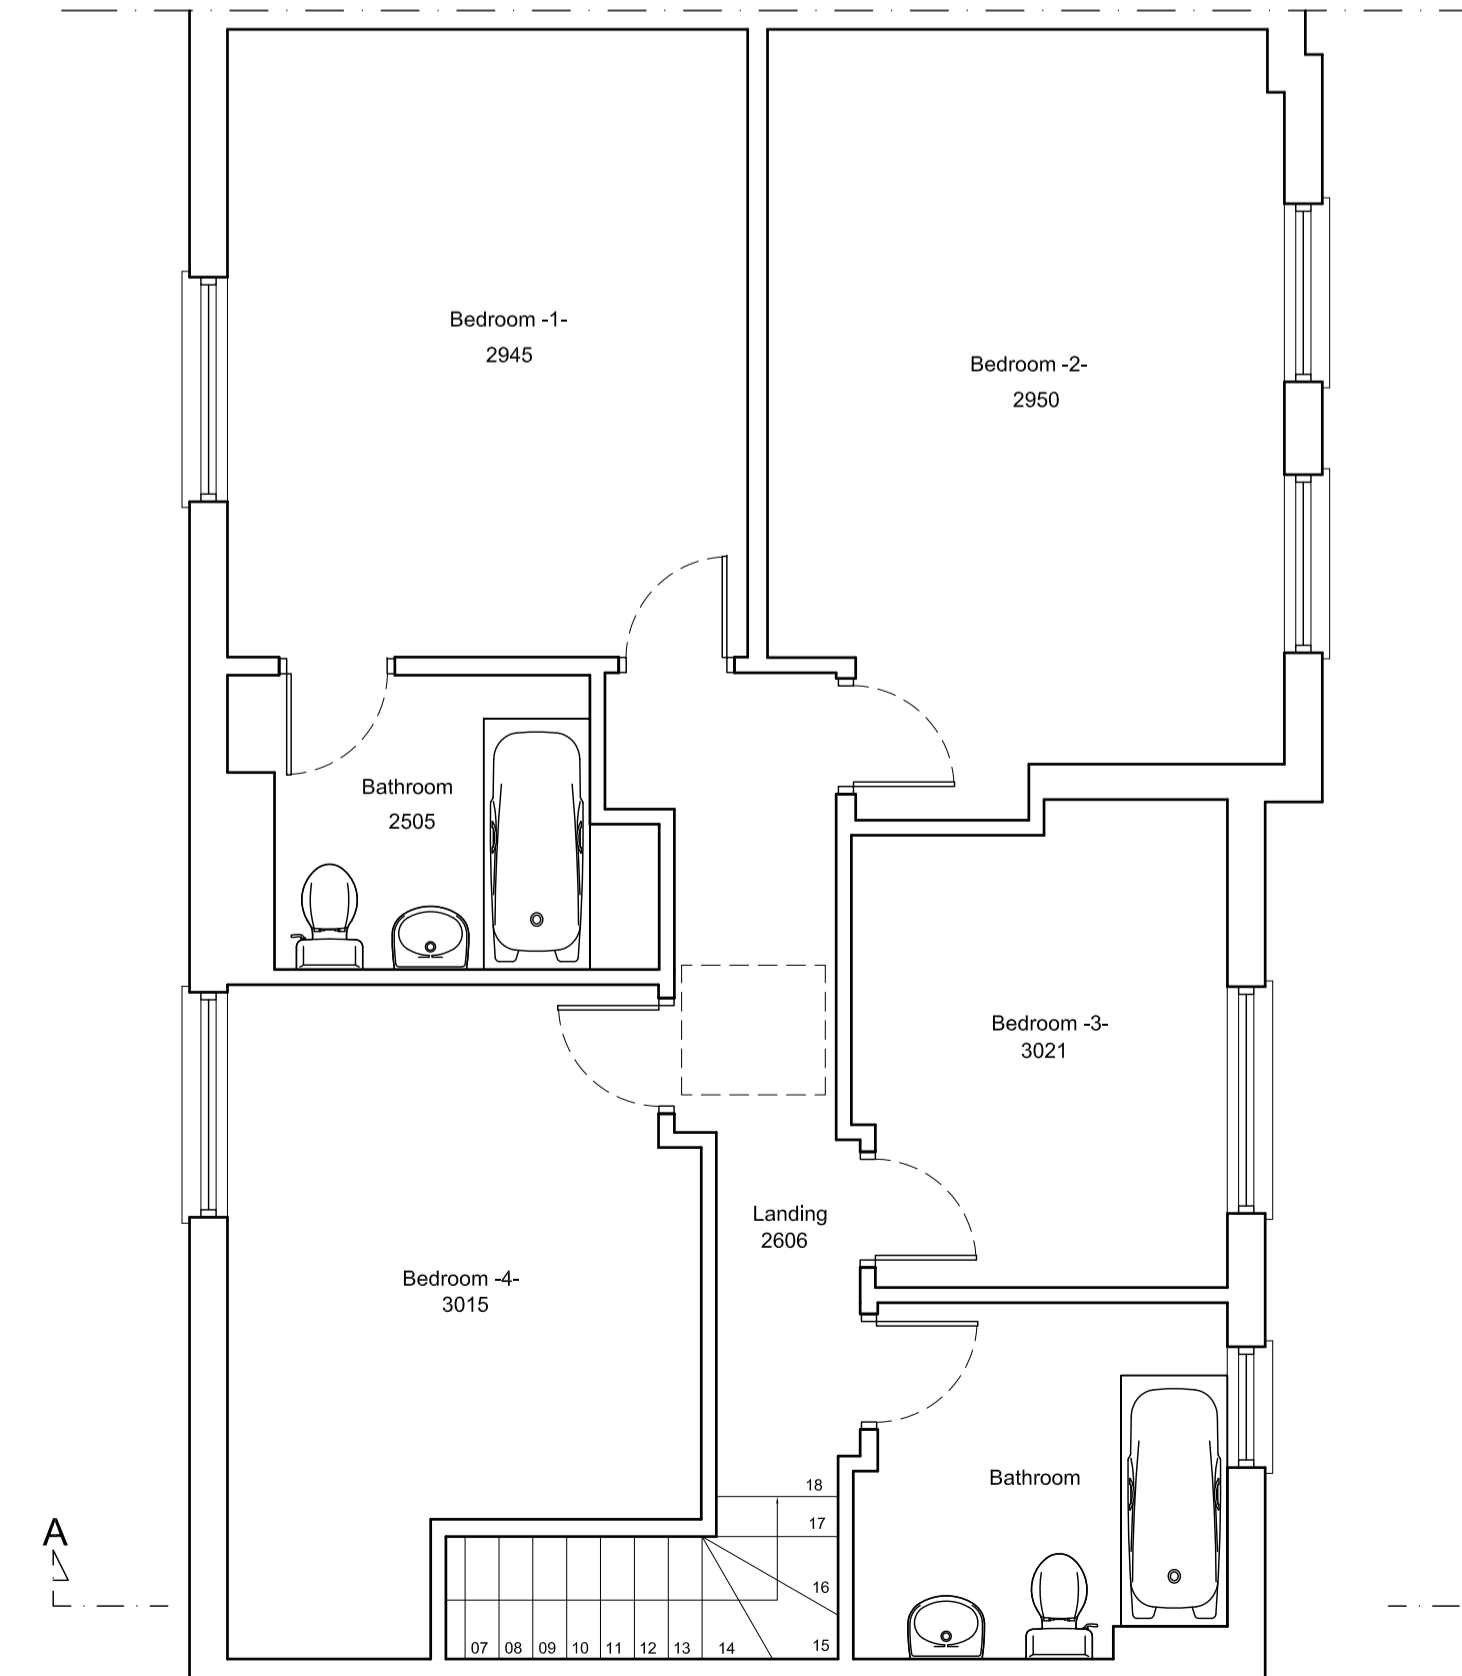 Bedroom -1-
2945
Bedroom -2-
2950
Bathroom
2505
Bedroom -3-
3021
Landing
2606
Bedroom -4-
3015
Bathroom
18
17
A
16
07 08 09 10 11 12 13 14 15